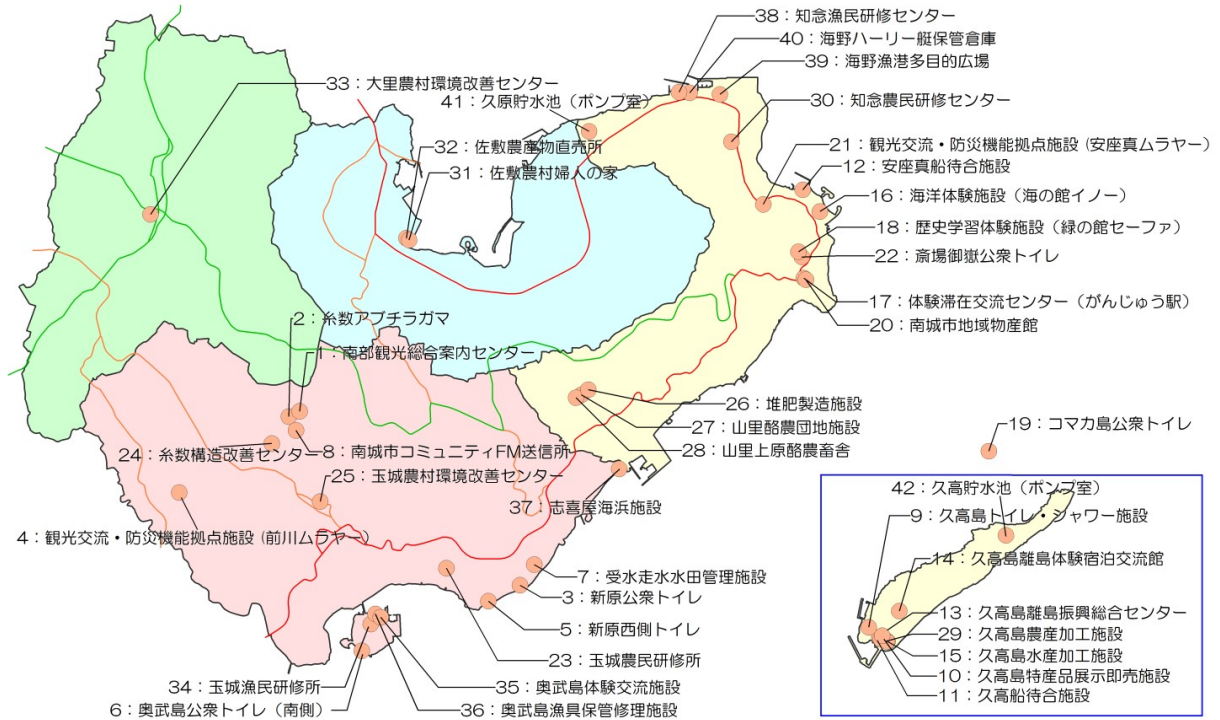 38：知念漁民研修センター
40：海野ハーリー艇保管倉庫
39：海野漁港多目的広場
33：大里農村環境改善センター
41：久原貯水池（ポンプ室）
30：知念農民研修センター
32：佐敷農産物直売所
21：観光交流・防災機能拠点施設（安座真ムラヤー）
12：安座真船待合施設
31：佐敷農村婦人の家
16：海洋体験施設（海の館イノー）
18：歴史学習体験施設（緑の館セーファ）
22：斎場御嶽公衆トイレ
17：体験滞在交流センター（がんじゅう駅）
20：南城市地域物産館
2：糸数アブチラガマ
1：南部観光総合案内センター
26：堆肥製造施設
27：山里酪農団地施設
28：山里上原酪農畜舎
19：コマカ島公衆トイレ
24：糸数構造改善センター
8：南城市コミュニティFM送信所
25：玉城農村環境改善センター
37：志喜屋海浜施設
4：観光交流・防災機能拠点施設（前川ムラヤー）
42：久高貯水池（ポンプ室）
9：久高島トイレ・シャワー施設
14：久高島離島体験宿泊交流館
7：受水走水水田管理施設
3：新原公衆トイレ
5：新原西側トイレ
23：玉城農民研修所
13：久高島離島振興総合センター
29：久高島農産加工施設
15：久高島水産加工施設
10：久高島特産品展示即売施設
11：久高船待合施設
34：玉城漁民研修所
35：奥武島体験交流施設
6：奥武島公衆トイレ（南側）
36：奥武島漁具保管修理施設